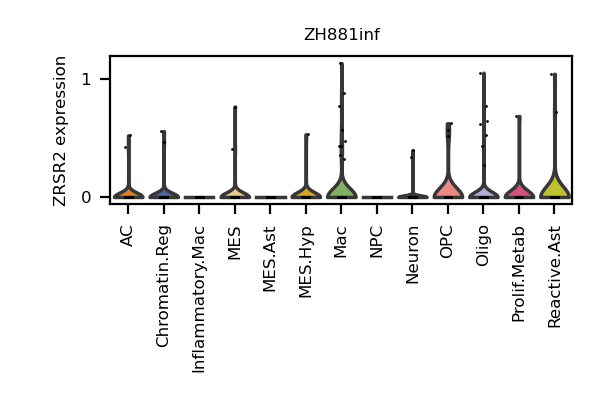 ZH881inf
ZRSR2 expression
1
0
AC
Chromatin.Reg
Inflammatory.Mac
MES
MES.Ast
MES.Hyp
Mac
NPC
Neuron
OPC
Oligo
Prolif.Metab
Reactive.Ast